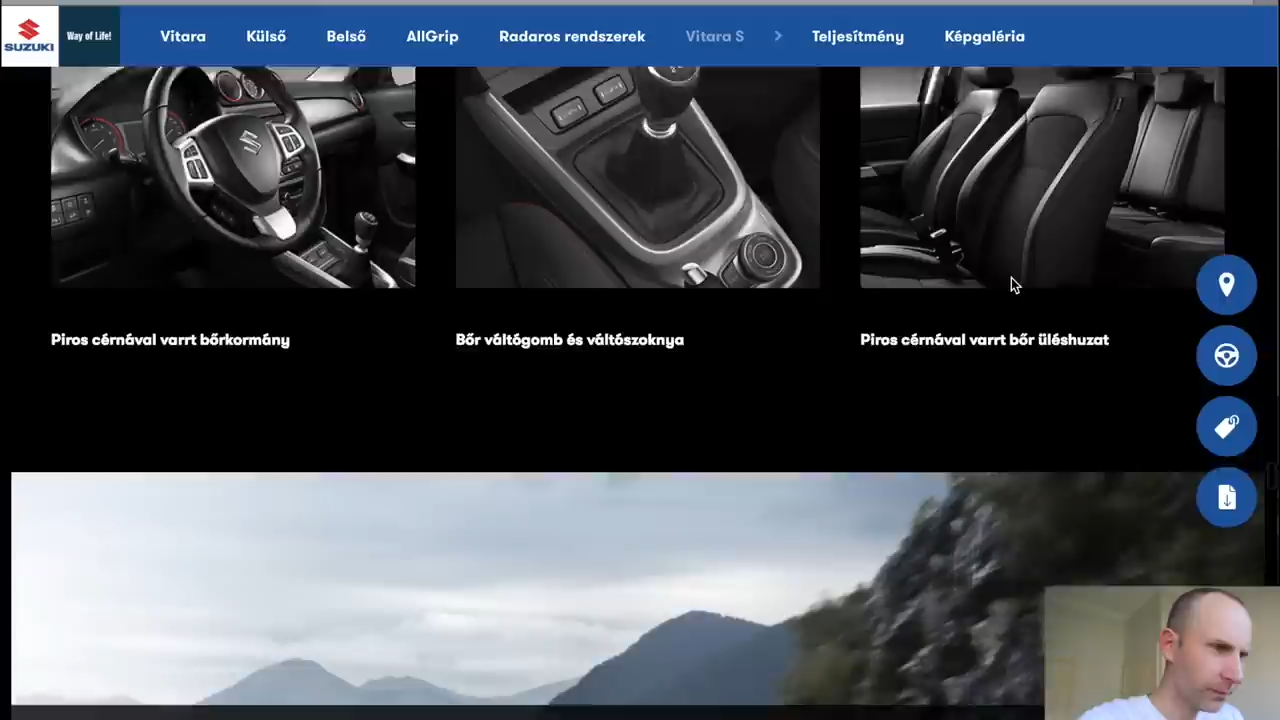 SUZUKI
Way of Life!
Vitara
Külső
Belső
AllGrip
Radaros rendszerek
Vitara S
Teljesítmény
Képgaléria
Piros cérnával varrt bőrkormány
Bőr váltógomb és váltószoknya
Piros cérnával varrt bőr üléshuzat